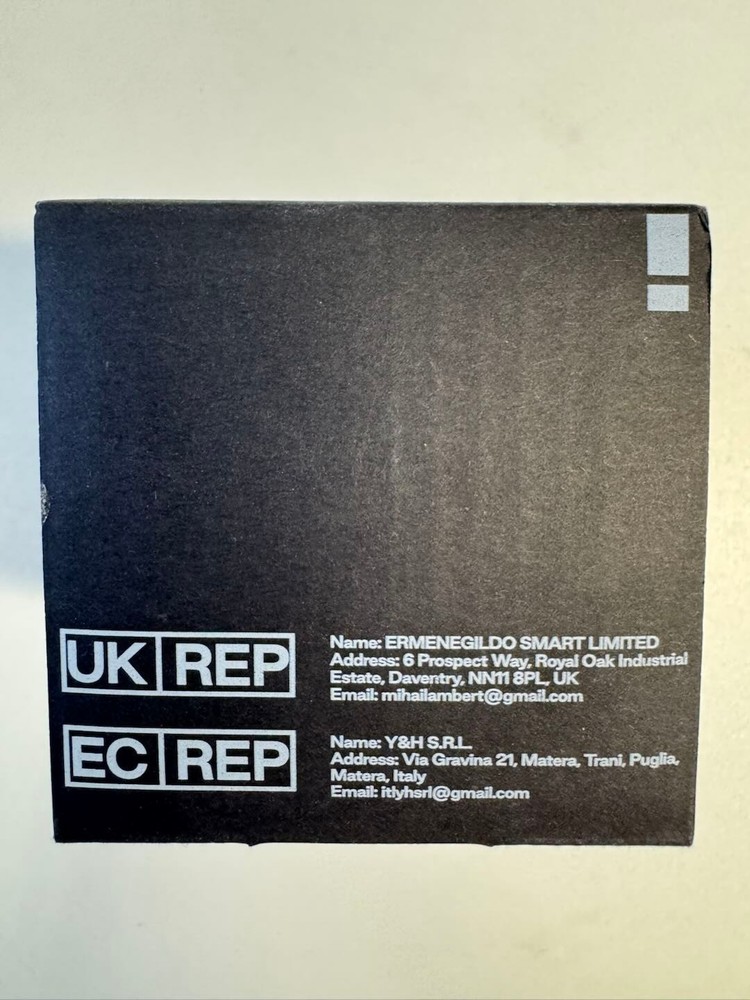 UK REP
Name: ERMENEGILDO SMART LIMITED
Address: 6 Prospect Way, Royal Oak Industrial
Estate, Daventry, NN11 8PL, UK
Email: mihailambert@gmail.com
EC REP
Name: Y&H S.R.L.
Address: Via Gravina 21, Matera, Trani, Puglia,
Matera, Italy
Email: itlyhsrl@gmail.com